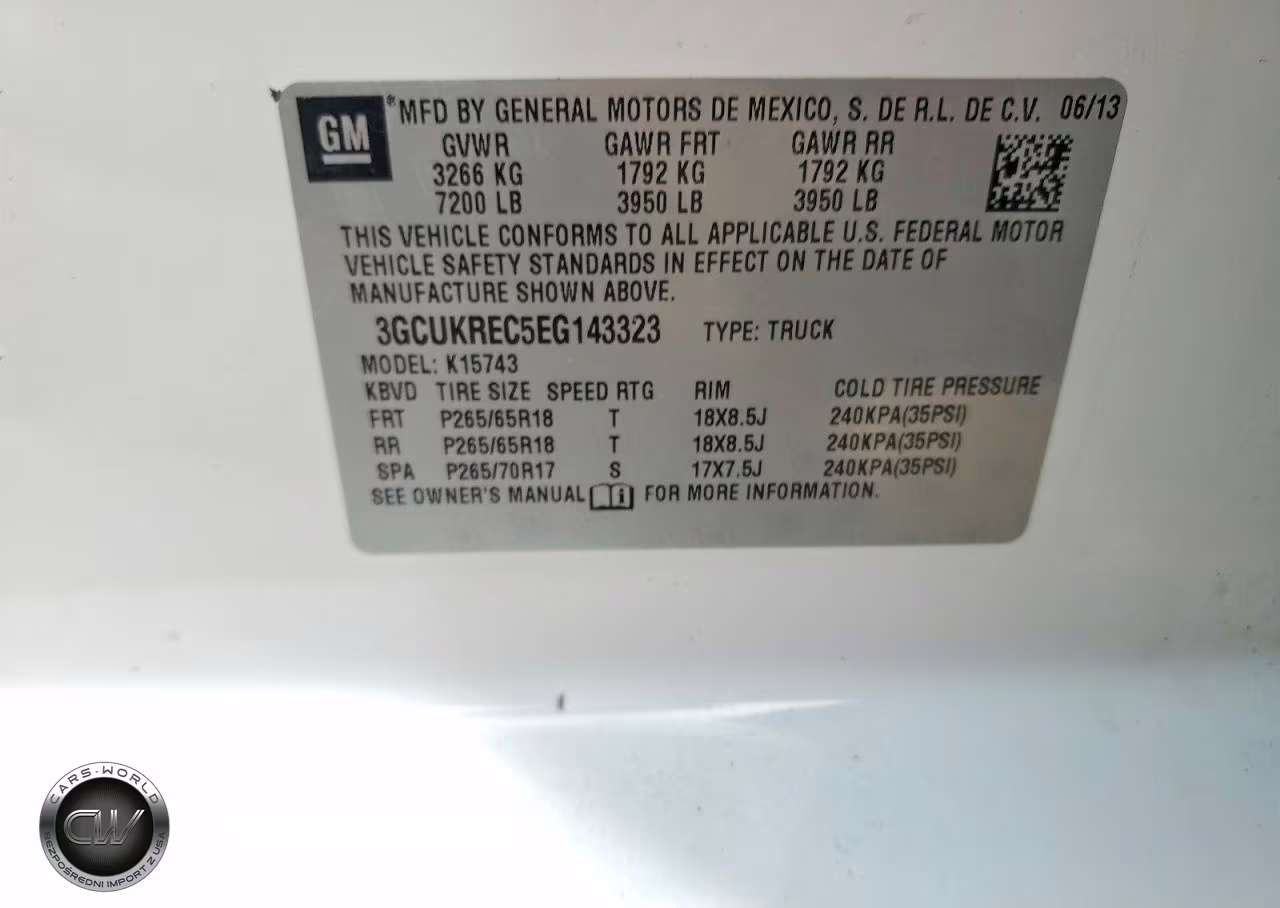 GM
®MFD BY GENERAL MOTORS DE MEXICO, S. DE R.L. DE C.V. 06/13
GVWR GAWR FRT GAWR RR
3266 KG 1792 KG 1792 KG
7200 LB 3950 LB 3950 LB
THIS VEHICLE CONFORMS TO ALL APPLICABLE U.S. FEDERAL MOTOR
VEHICLE SAFETY STANDARDS IN EFFECT ON THE DATE OF
MANUFACTURE SHOWN ABOVE.
3GCUKREC5EG143323 TYPE: TRUCK
MODEL: K15743
KBVD TIRE SIZE SPEED RTG RIM COLD TIRE PRESSURE
FRT P265/65R18 T 18X8.5J 240KPA(35PSI)
RR P265/65R18 T 18X8.5J 240KPA(35PSI)
SPA P265/70R17 S 17X7.5J 240KPA(35PSI)
SEE OWNER'S MANUAL i FOR MORE INFORMATION.
CARS-WORLD
CW
BEZPOŚREDNI IMPORT Z USA